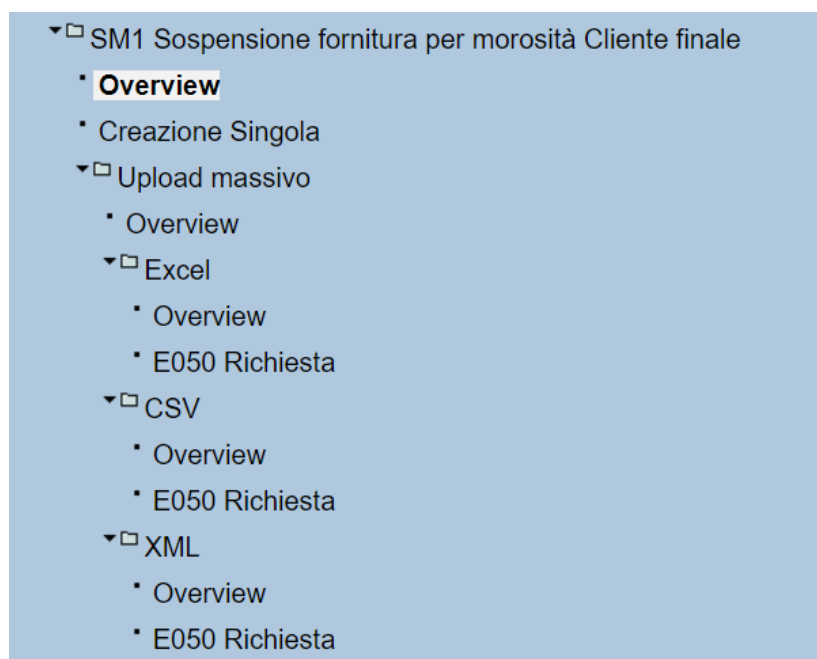 SM1 Sospensione fornitura per morosità Cliente finale
Overview
Creazione Singola
Upload massivo
Overview
Excel
Overview
E050 Richiesta
CSV
Overview
E050 Richiesta
XML
Overview
E050 Richiesta